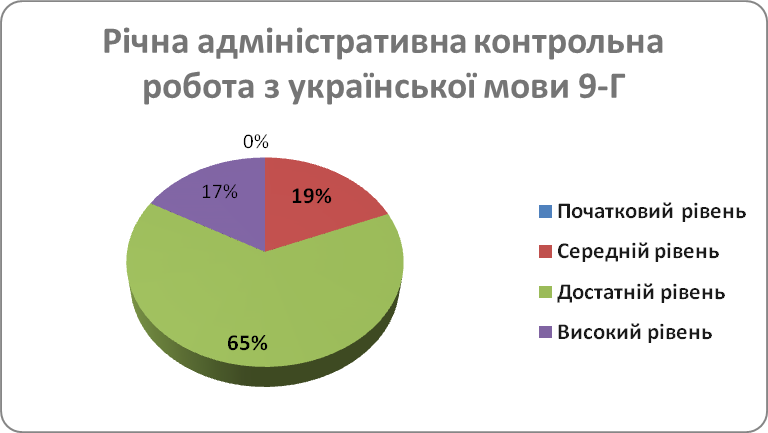 Річна адміністративна контрольна
робота з української мови 9-Г
0%
17%
19%
65%
Початковий рівень
Середній рівень
Достатній рівень
Високий рівень